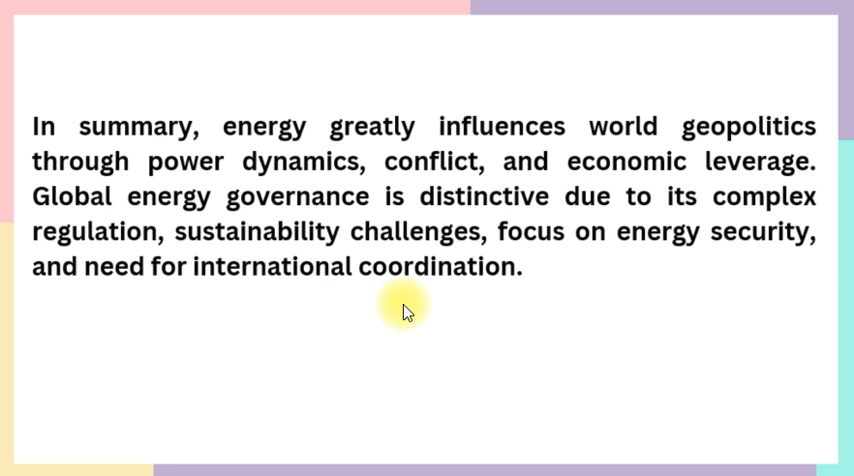 In summary, energy greatly influences world geopolitics
through power dynamics, conflict, and economic leverage.
Global energy governance is distinctive due to its complex
regulation, sustainability challenges, focus on energy security,
and need for international coordination.